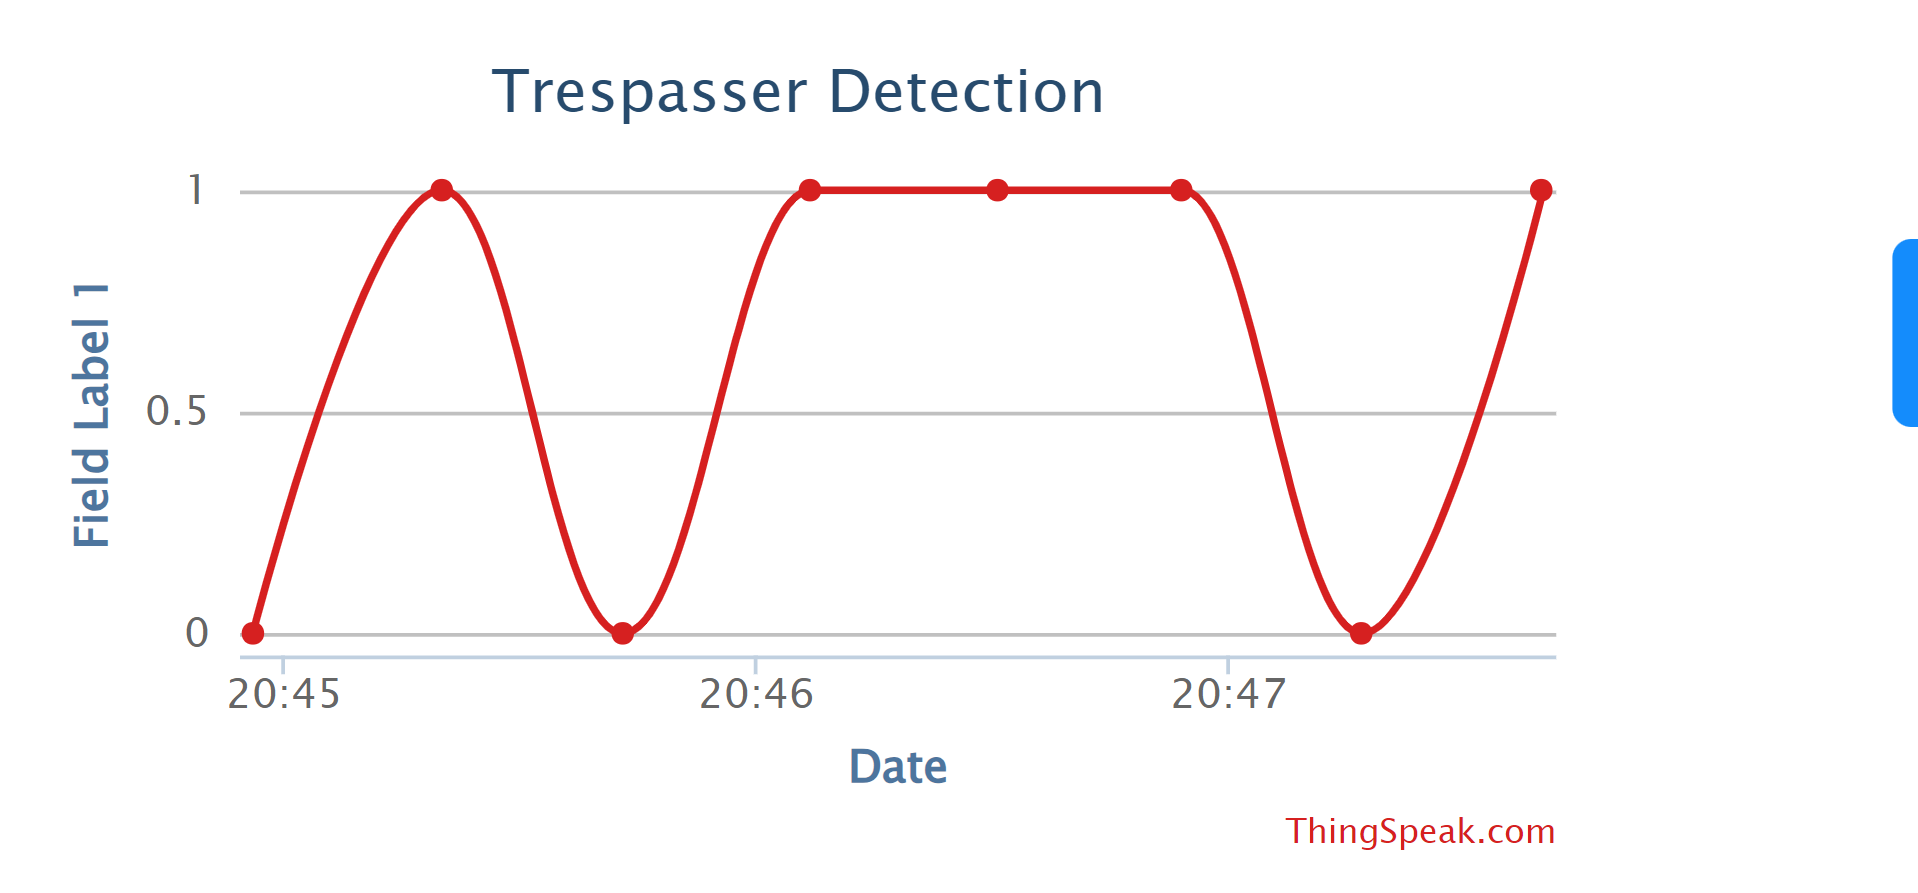 Trespasser Detection
1
0.5
0
Field Label 1
20:45 20:46 20:47
Date
ThingSpeak.com